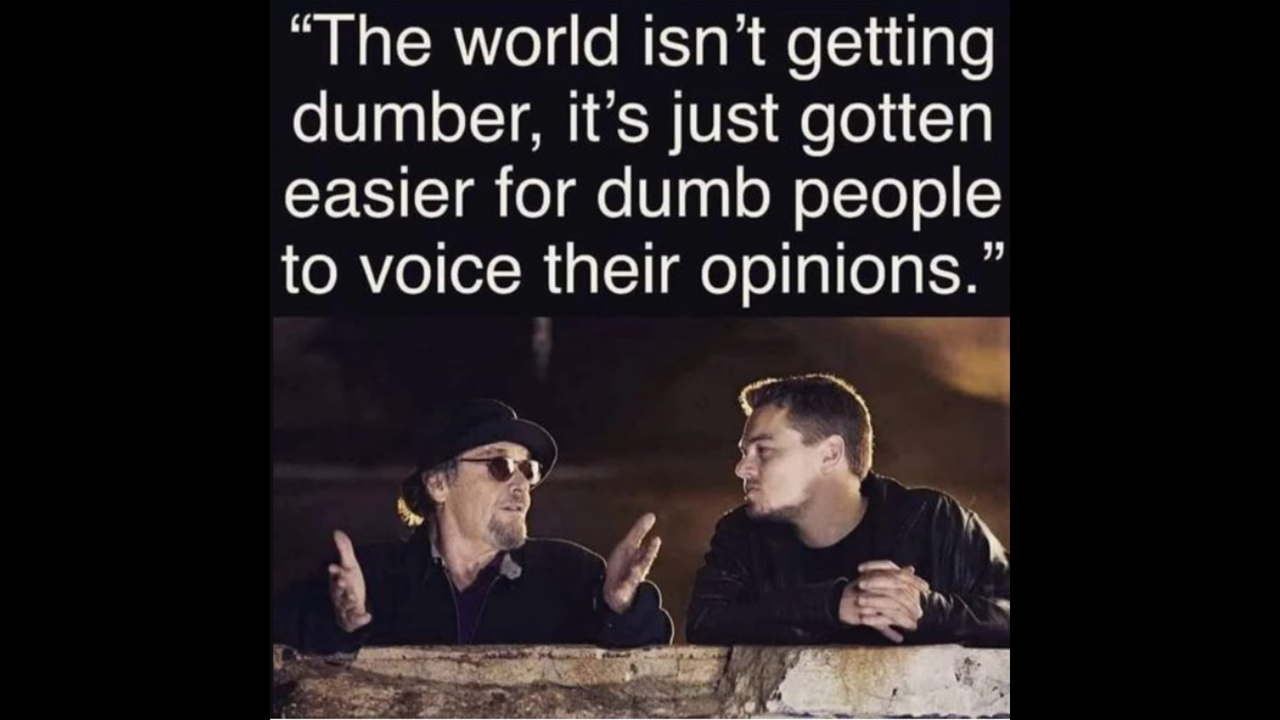 “The world isn’t getting
dumber, it’s just gotten
easier for dumb people
to voice their opinions.”